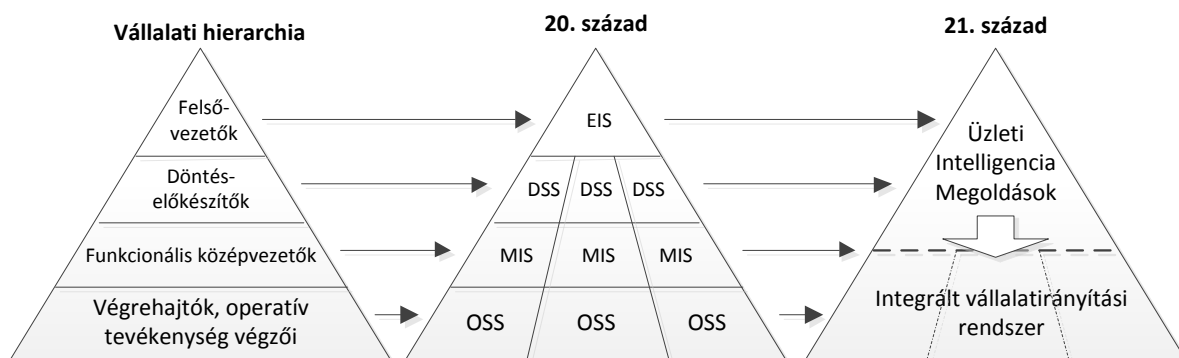 Vállalati hierarchia
20. század
21. század
Felső-
vezetők
EIS
Üzleti
Intelligencia
Megoldások
Döntés-
előkészítők
DSS DSS DSS
Funkcionális középvezetők
MIS MIS MIS
Végrehajtók, operatív
tevékenység végzői
OSS OSS OSS
Integrált vállalatirányítási
rendszer